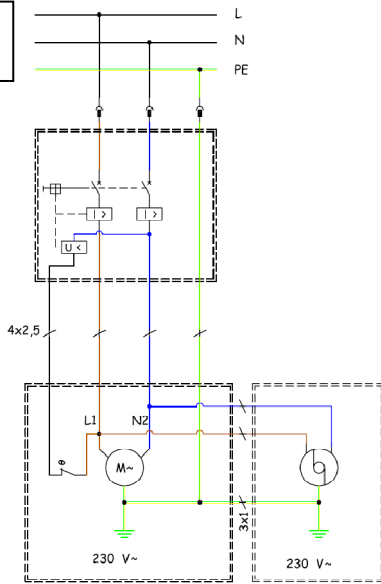 L
N
PE
I >
I >
U <
4x2,5
L1
N2
θ
M~
3x1
230 V~
230 V~